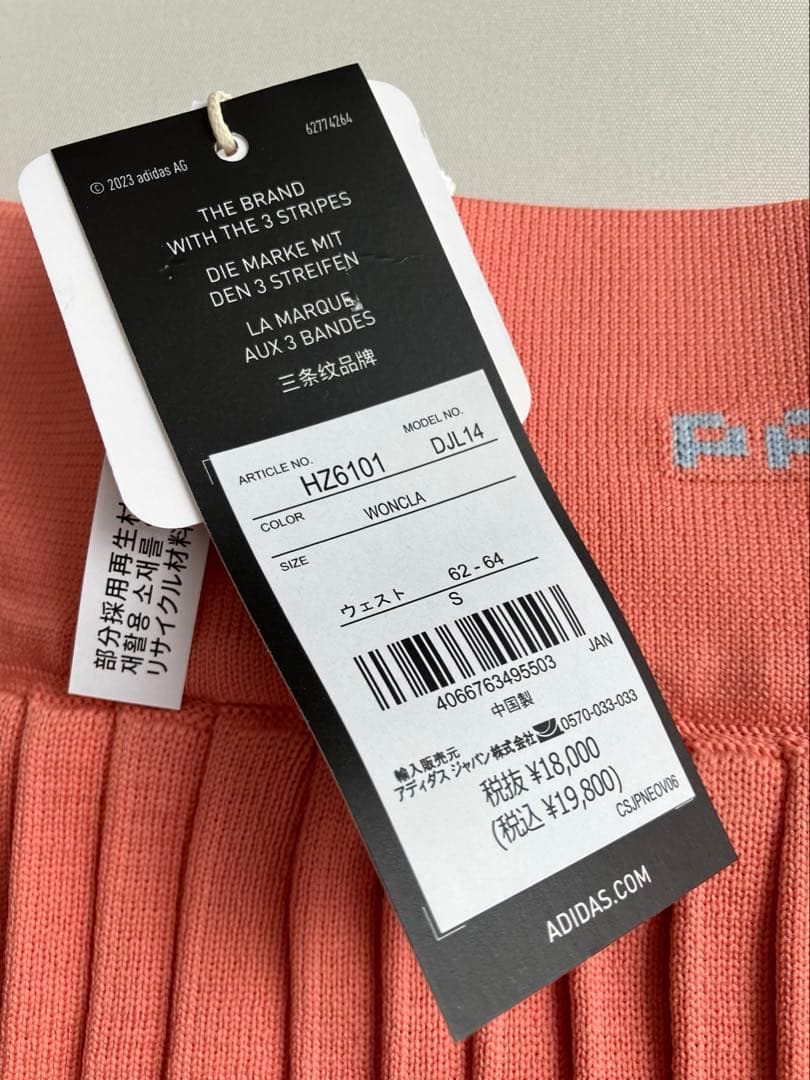 62774264
© 2023 adidas AG
THE BRAND
WITH THE 3 STRIPES
DIE MARKE MIT
DEN 3 STREIFEN
LA MARQUE
AUX 3 BANDES
三条纹品牌
ARTICLE NO. HZ6101 MODEL NO. DJL14
COLOR WONCLA
SIZE
ウェスト 62-64
S
4066763495503 JAN
中国製
輸入販売元
アディダス ジャパン株式会社 0570-033-033
税抜 ¥18,000
(税込 ¥19,800)
CSJPNEOV06
ADIDAS.COM
部分採用再生材
재활용 소재를
リサイクル材料